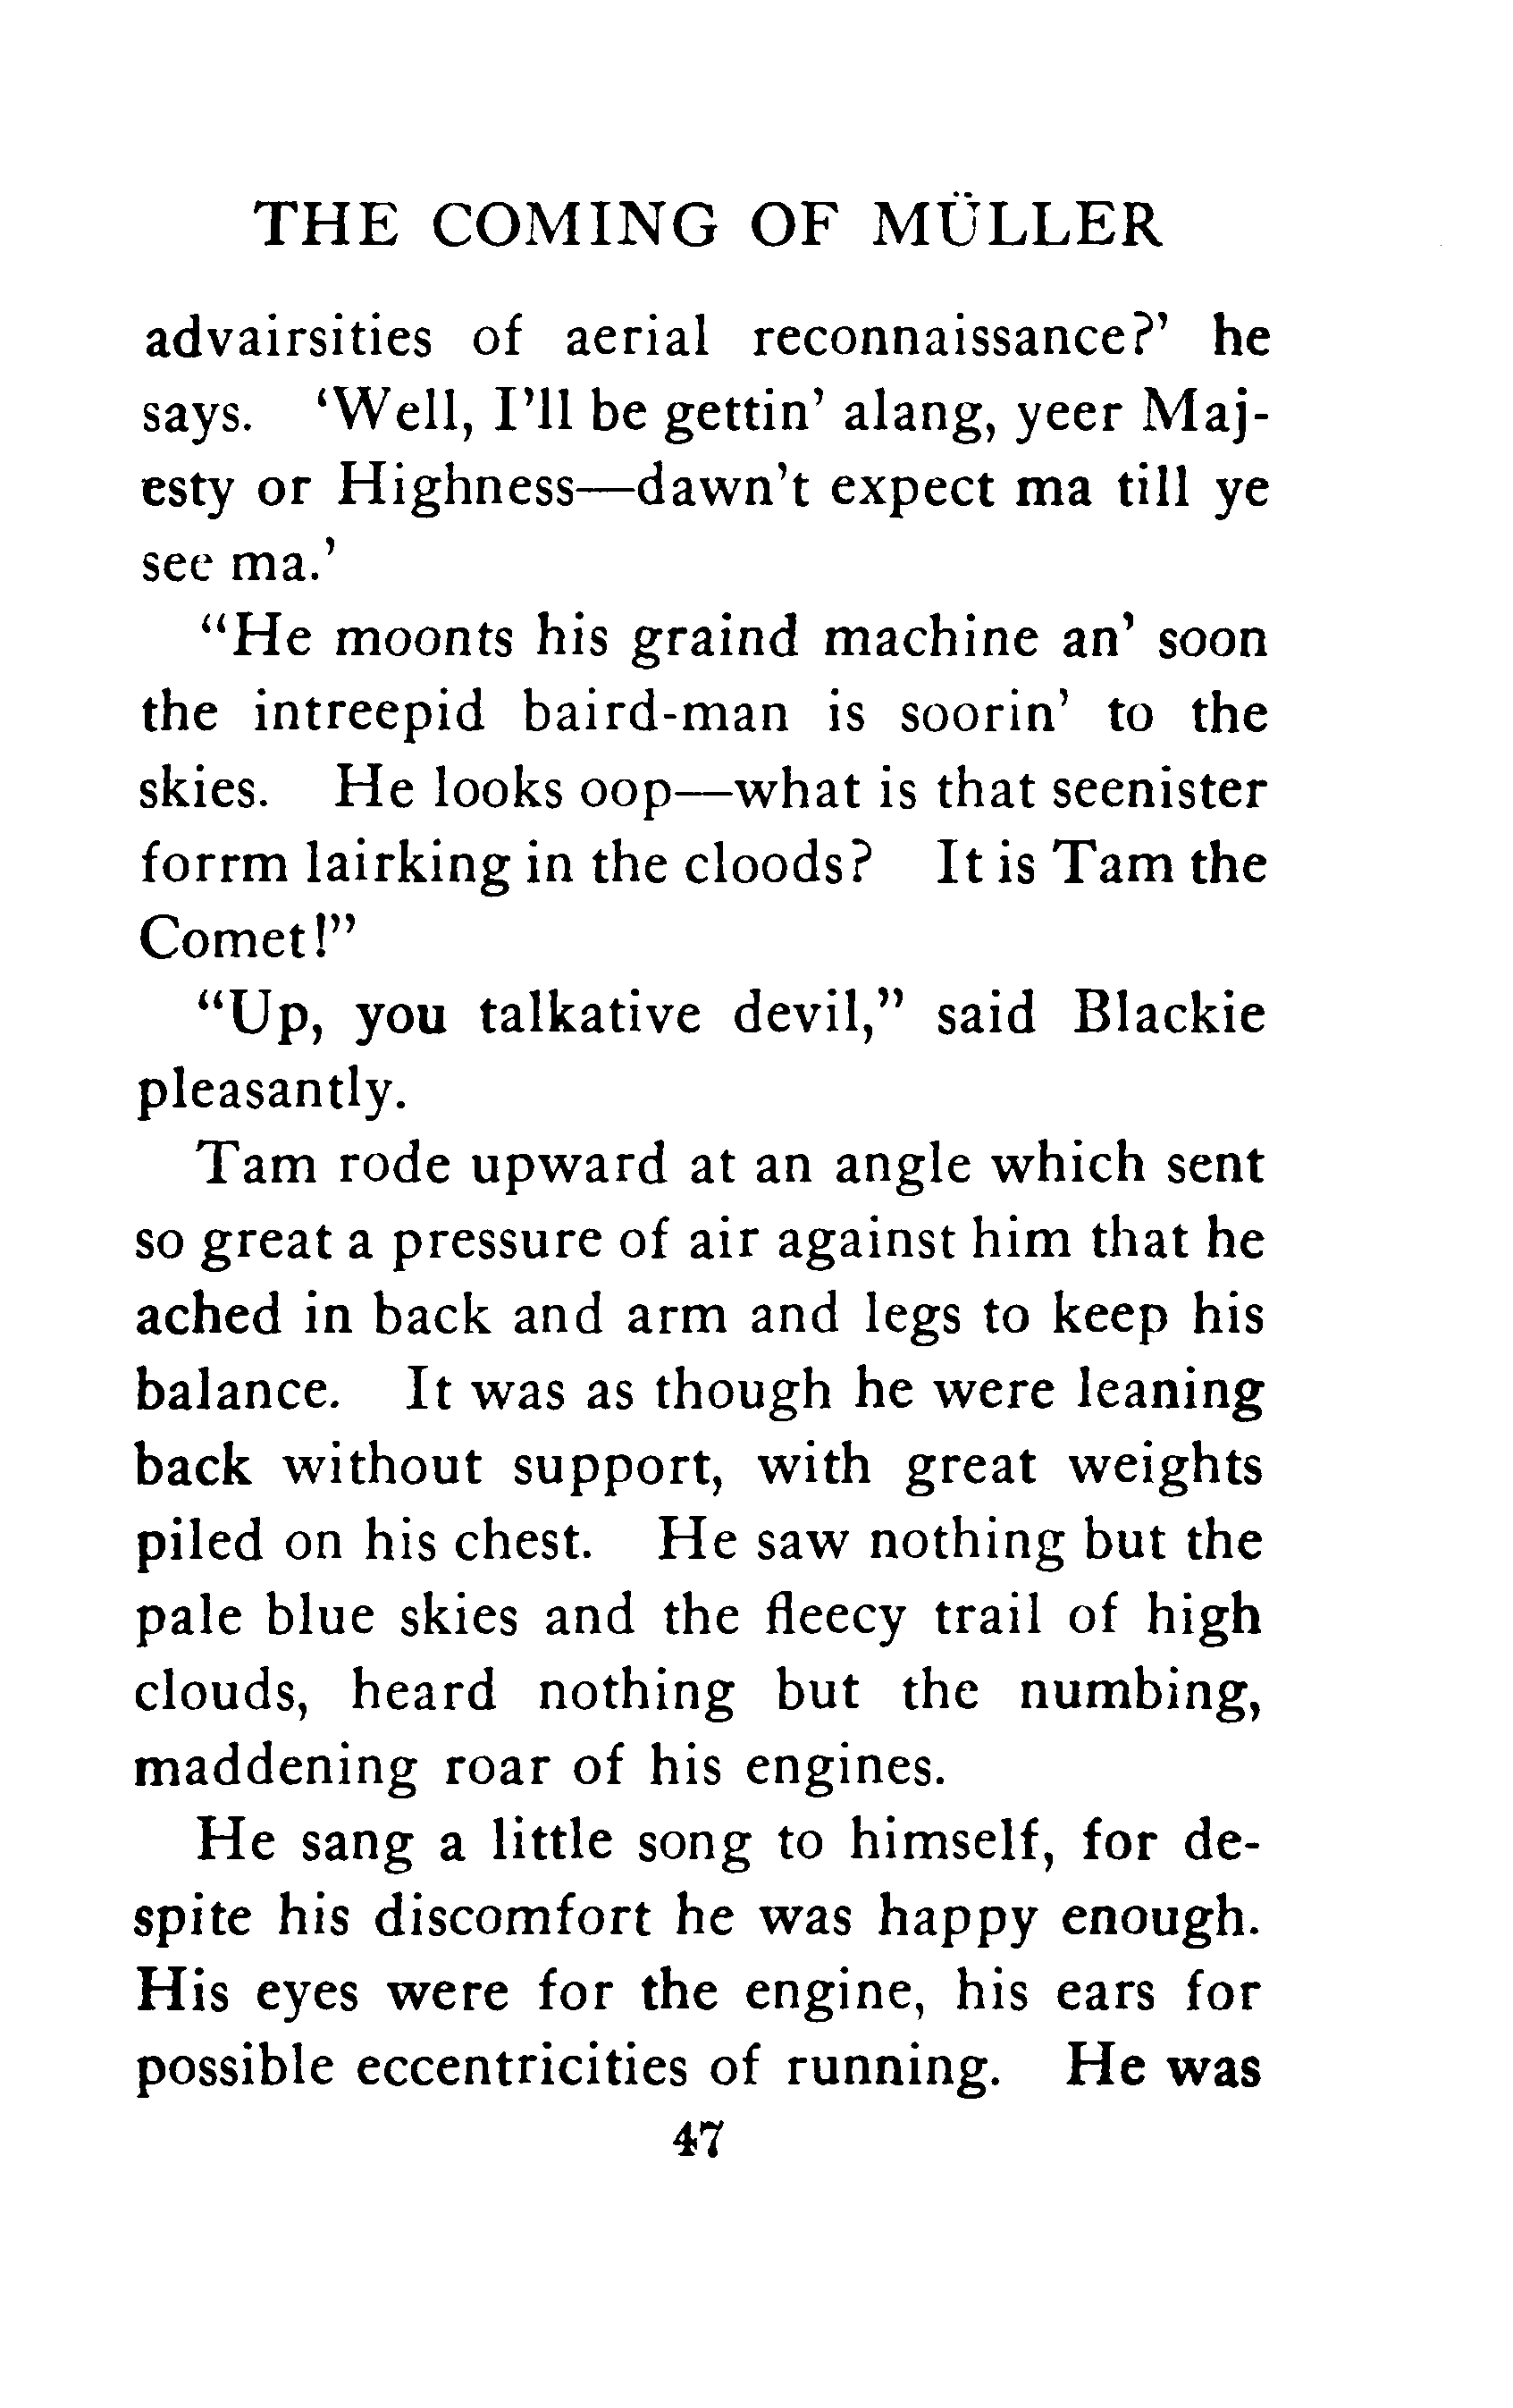 THE COMING OF MÜLLER
advairsities of aerial reconnaissance?’ he
says. ‘Well, I’ll be gettin’ alang, yeer Maj-
esty or Highness—dawn’t expect ma till ye
see ma.’
“He moonts his graind machine an’ soon
the intreepid baird-man is soorin’ to the
skies. He looks oop—what is that seenister
forrm lairking in the cloods? It is Tam the
Comet!”
“Up, you talkative devil,” said Blackie
pleasantly.
Tam rode upward at an angle which sent
so great a pressure of air against him that he
ached in back and arm and legs to keep his
balance. It was as though he were leaning
back without support, with great weights
piled on his chest. He saw nothing but the
pale blue skies and the fleecy trail of high
clouds, heard nothing but the numbing,
maddening roar of his engines.
He sang a little song to himself, for de-
spite his discomfort he was happy enough.
His eyes were for the engine, his ears for
possible eccentricities of running. He was
47